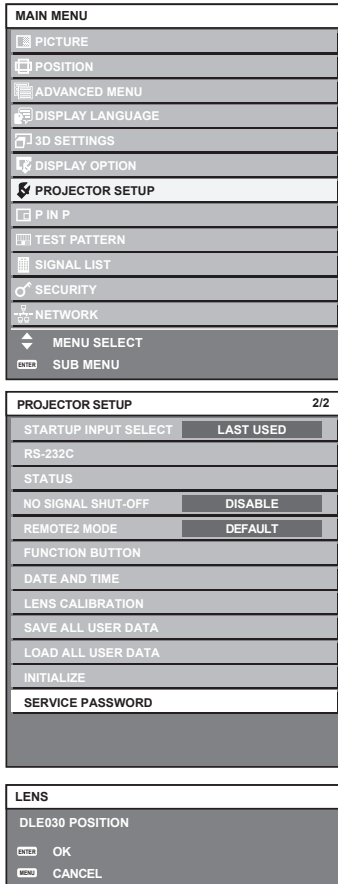 MAIN MENU
PICTURE
POSITION
ADVANCED MENU
DISPLAY LANGUAGE
3D SETTINGS
DISPLAY OPTION
PROJECTOR SETUP
P IN P
TEST PATTERN
SIGNAL LIST
SECURITY
NETWORK
MENU SELECT
ENTER SUB MENU
PROJECTOR SETUP 2/2
STARTUP INPUT SELECT LAST USED
RS-232C
STATUS
NO SIGNAL SHUT-OFF DISABLE
REMOTE2 MODE DEFAULT
FUNCTION BUTTON
DATE AND TIME
LENS CALIBRATION
SAVE ALL USER DATA
LOAD ALL USER DATA
INITIALIZE
SERVICE PASSWORD
LENS
DLE030 POSITION
ENTER OK
MENU CANCEL